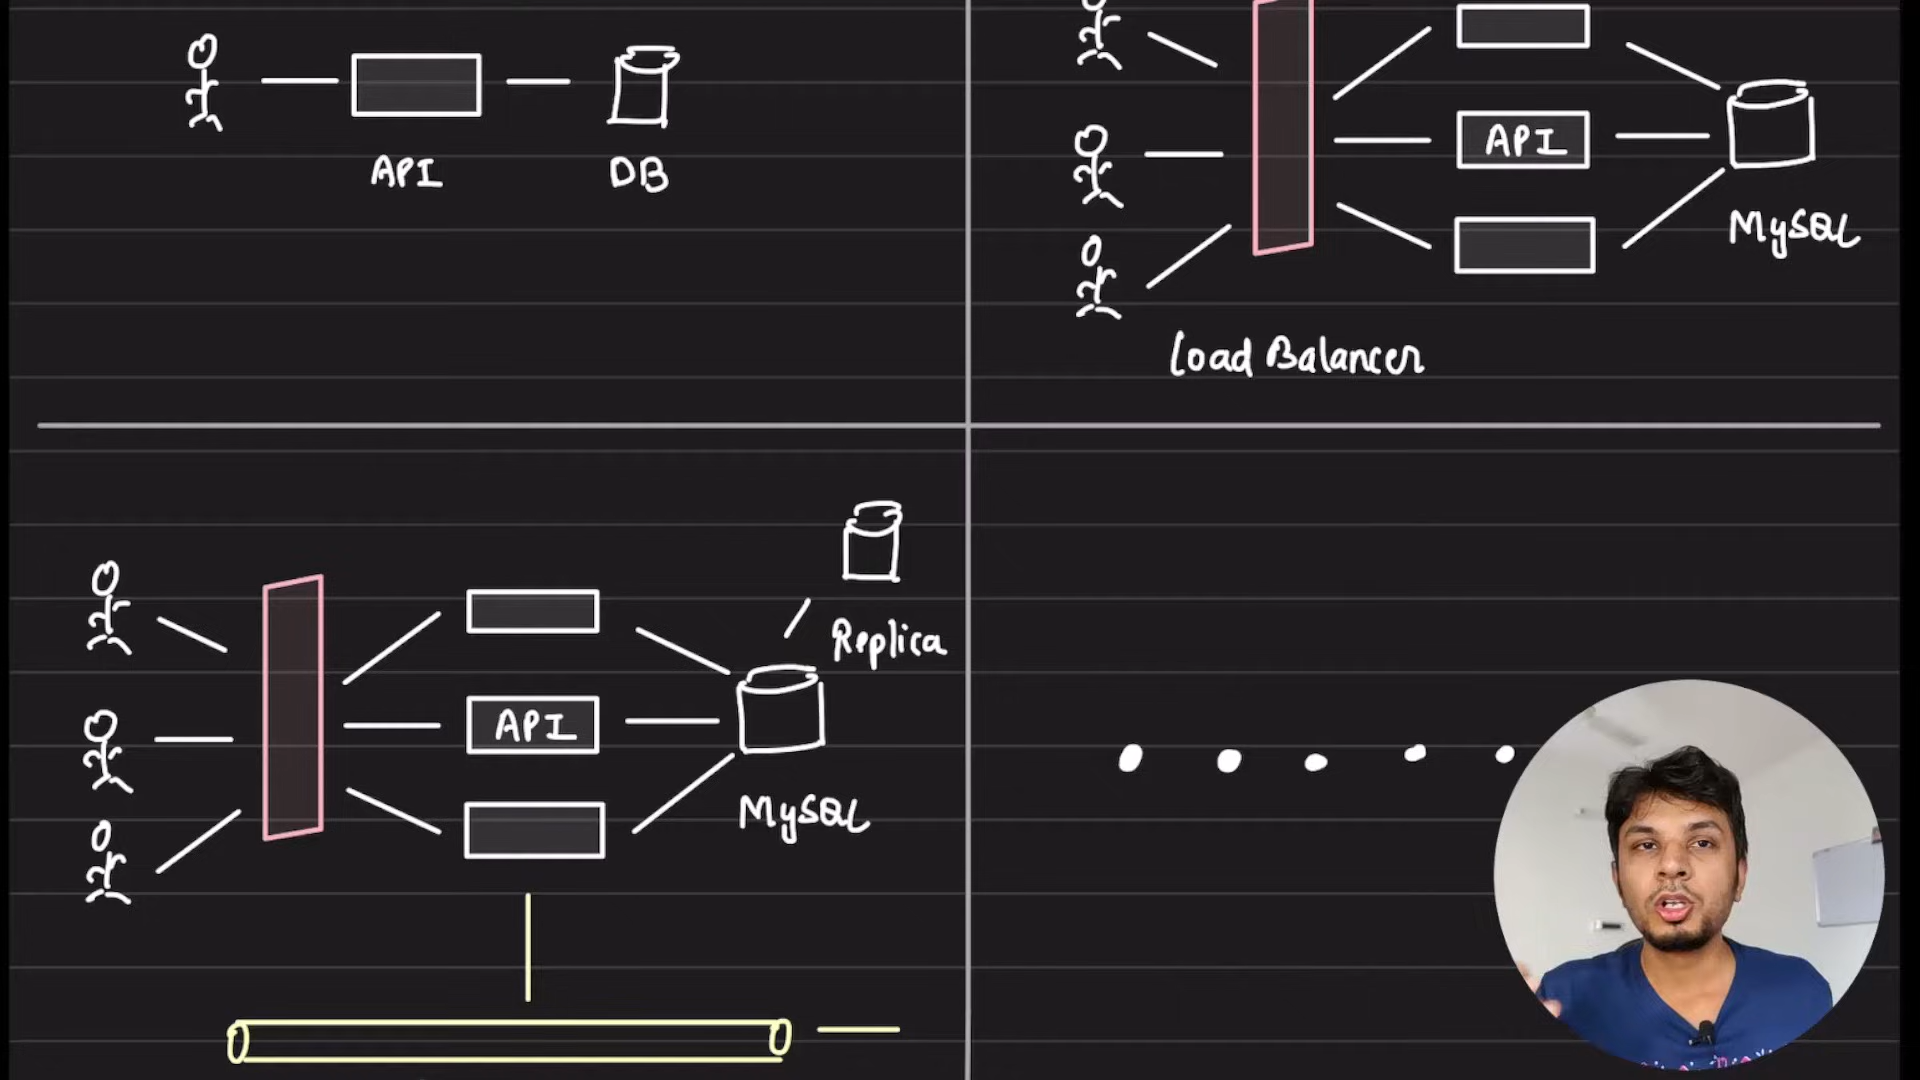 API
DB
API
MySQL
Load Balancer
Replica
API
MySQL